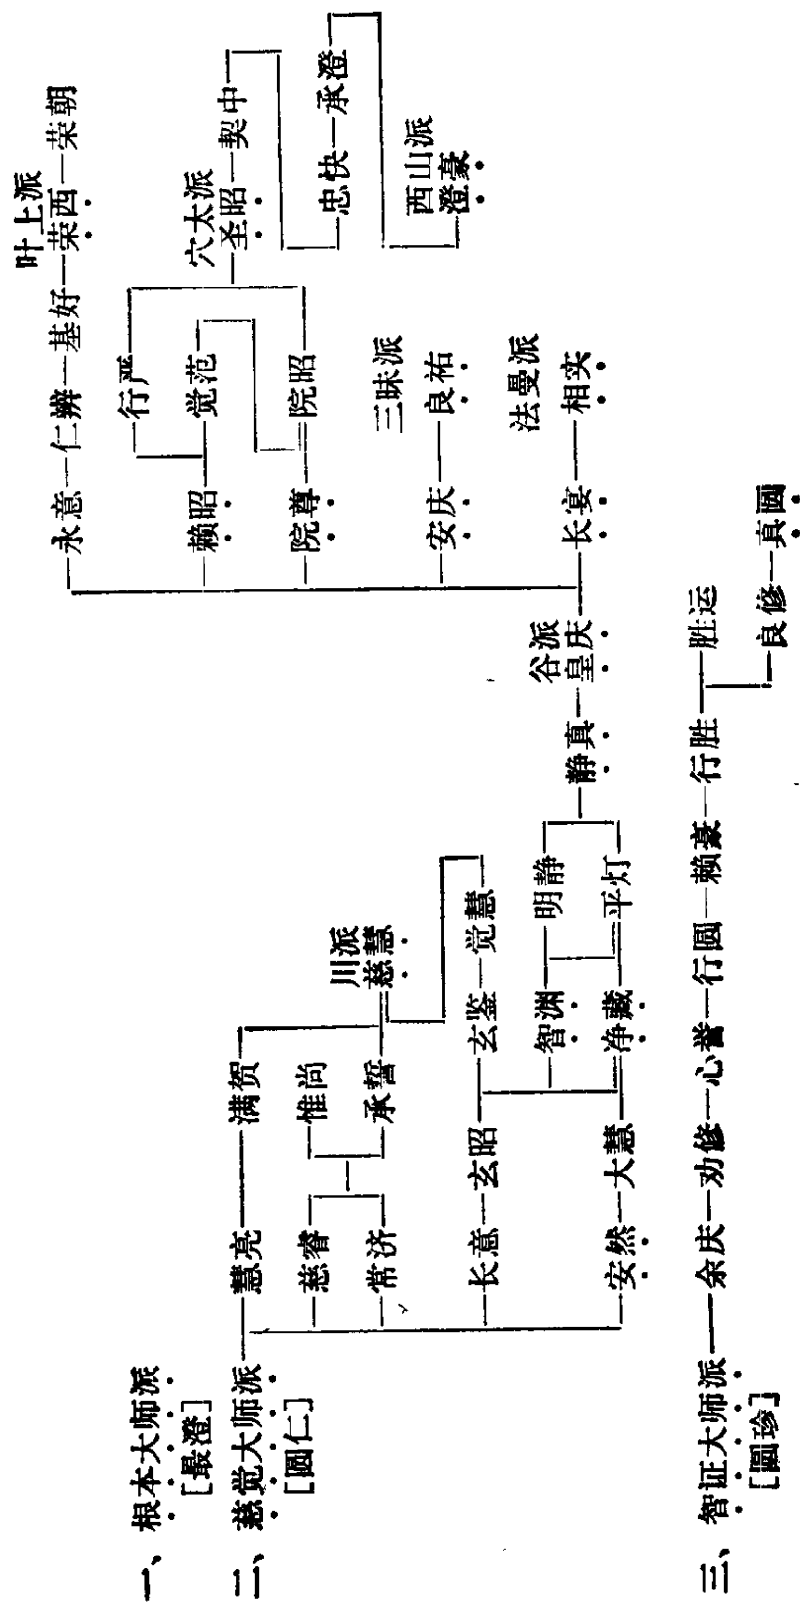 一、根本大师派
[最澄]
二、慈觉大师派
[圆仁]
慧亮—满贺
慈睿
惟尚
常济
承誓
川派
慈慧
长意—玄昭
玄鉴—觉慧
安然—大慧
智渊
明静
净藏
平灯
静真—皇庆
谷派
永意—仁辨—基好—荣西—荣朝
叶上派
赖昭
行严
觉范
院尊
院昭
穴太派
圣昭—契中
忠快—承澄
西山派
澄豪
安庆—良祐
三昧派
长宴—相实
法曼派
三、智证大师派
[圆珍]
余庆—劝修—心誉—行圆—赖豪—行胜—胜运
良修—真圆